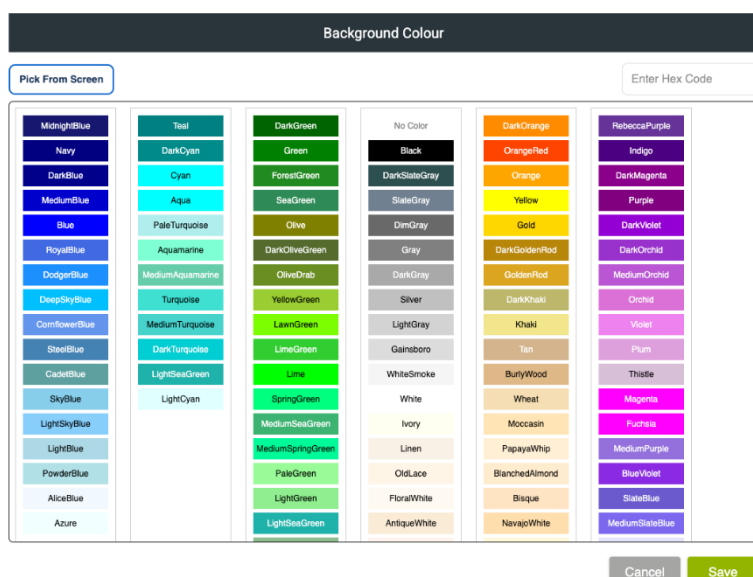 Background Colour
Pick From Screen
Enter Hex Code
MidnightBlue
Navy
DarkBlue
MediumBlue
Blue
RoyalBlue
DodgerBlue
DeepSkyBlue
CornflowerBlue
SteelBlue
CadetBlue
SkyBlue
LightSkyBlue
LightBlue
PowderBlue
AliceBlue
Azure
Teal
DarkCyan
Cyan
Aqua
PaleTurquoise
Aquamarine
MediumAquamarine
Turquoise
MediumTurquoise
DarkTurquoise
LightSeaGreen
LightCyan
DarkGreen
Green
ForestGreen
SeaGreen
Olive
DarkOliveGreen
OliveDrab
YellowGreen
LawnGreen
LimeGreen
Lime
SpringGreen
MediumSeaGreen
MediumSpringGreen
PaleGreen
LightGreen
LightSeaGreen
No Color
Black
DarkSlateGray
SlateGray
DimGray
Gray
DarkGray
Silver
LightGray
Gainsboro
WhiteSmoke
White
Ivory
Linen
OldLace
FloralWhite
AntiqueWhite
DarkOrange
OrangeRed
Orange
Yellow
Gold
DarkGoldenRod
GoldenRod
DarkKhaki
Khaki
Tan
BurlyWood
Wheat
Moccasin
PapayaWhip
BlanchedAlmond
Bisque
NavajoWhite
RebeccaPurple
Indigo
DarkMagenta
Purple
DarkViolet
DarkOrchid
MediumOrchid
Orchid
Violet
Plum
Thistle
Magenta
Fuchsia
MediumPurple
BlueViolet
SlateBlue
MediumSlateBlue
Cancel
Save